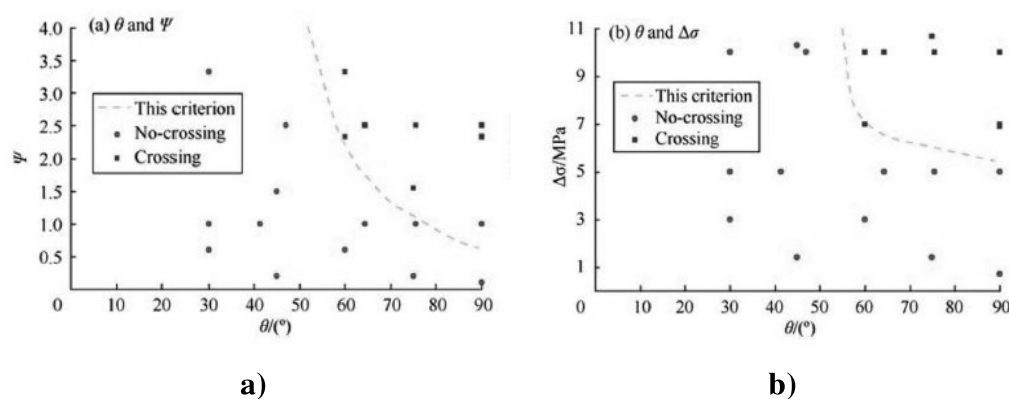 (a) θ and Ψ
4.0
3.5
3.0
2.5
2.0
1.5
1.0
0.5
0
Ψ
This criterion
No-crossing
Crossing
10 20 30 40 50 60 70 80 90
θ/(º)
(b) θ and Δσ
11
9
7
5
3
1
0
Δσ/MPa
This criterion
No-crossing
Crossing
10 20 30 40 50 60 70 80 90
θ/(º)
a)
b)